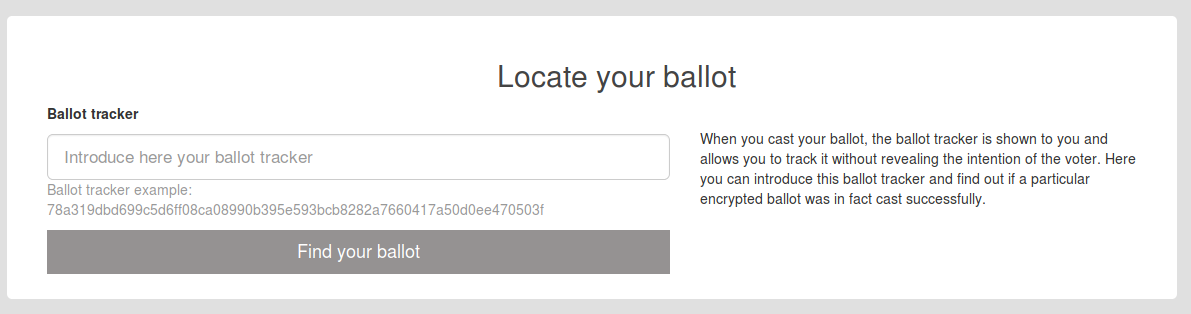 Locate your ballot
Ballot tracker
Introduce here your ballot tracker
Ballot tracker example:
78a319dbd699c5d6ff08ca08990b395e593bcb8282a7660417a50d0ee470503f
Find your ballot
When you cast your ballot, the ballot tracker is shown to you and
allows you to track it without revealing the intention of the voter. Here
you can introduce this ballot tracker and find out if a particular
encrypted ballot was in fact cast successfully.